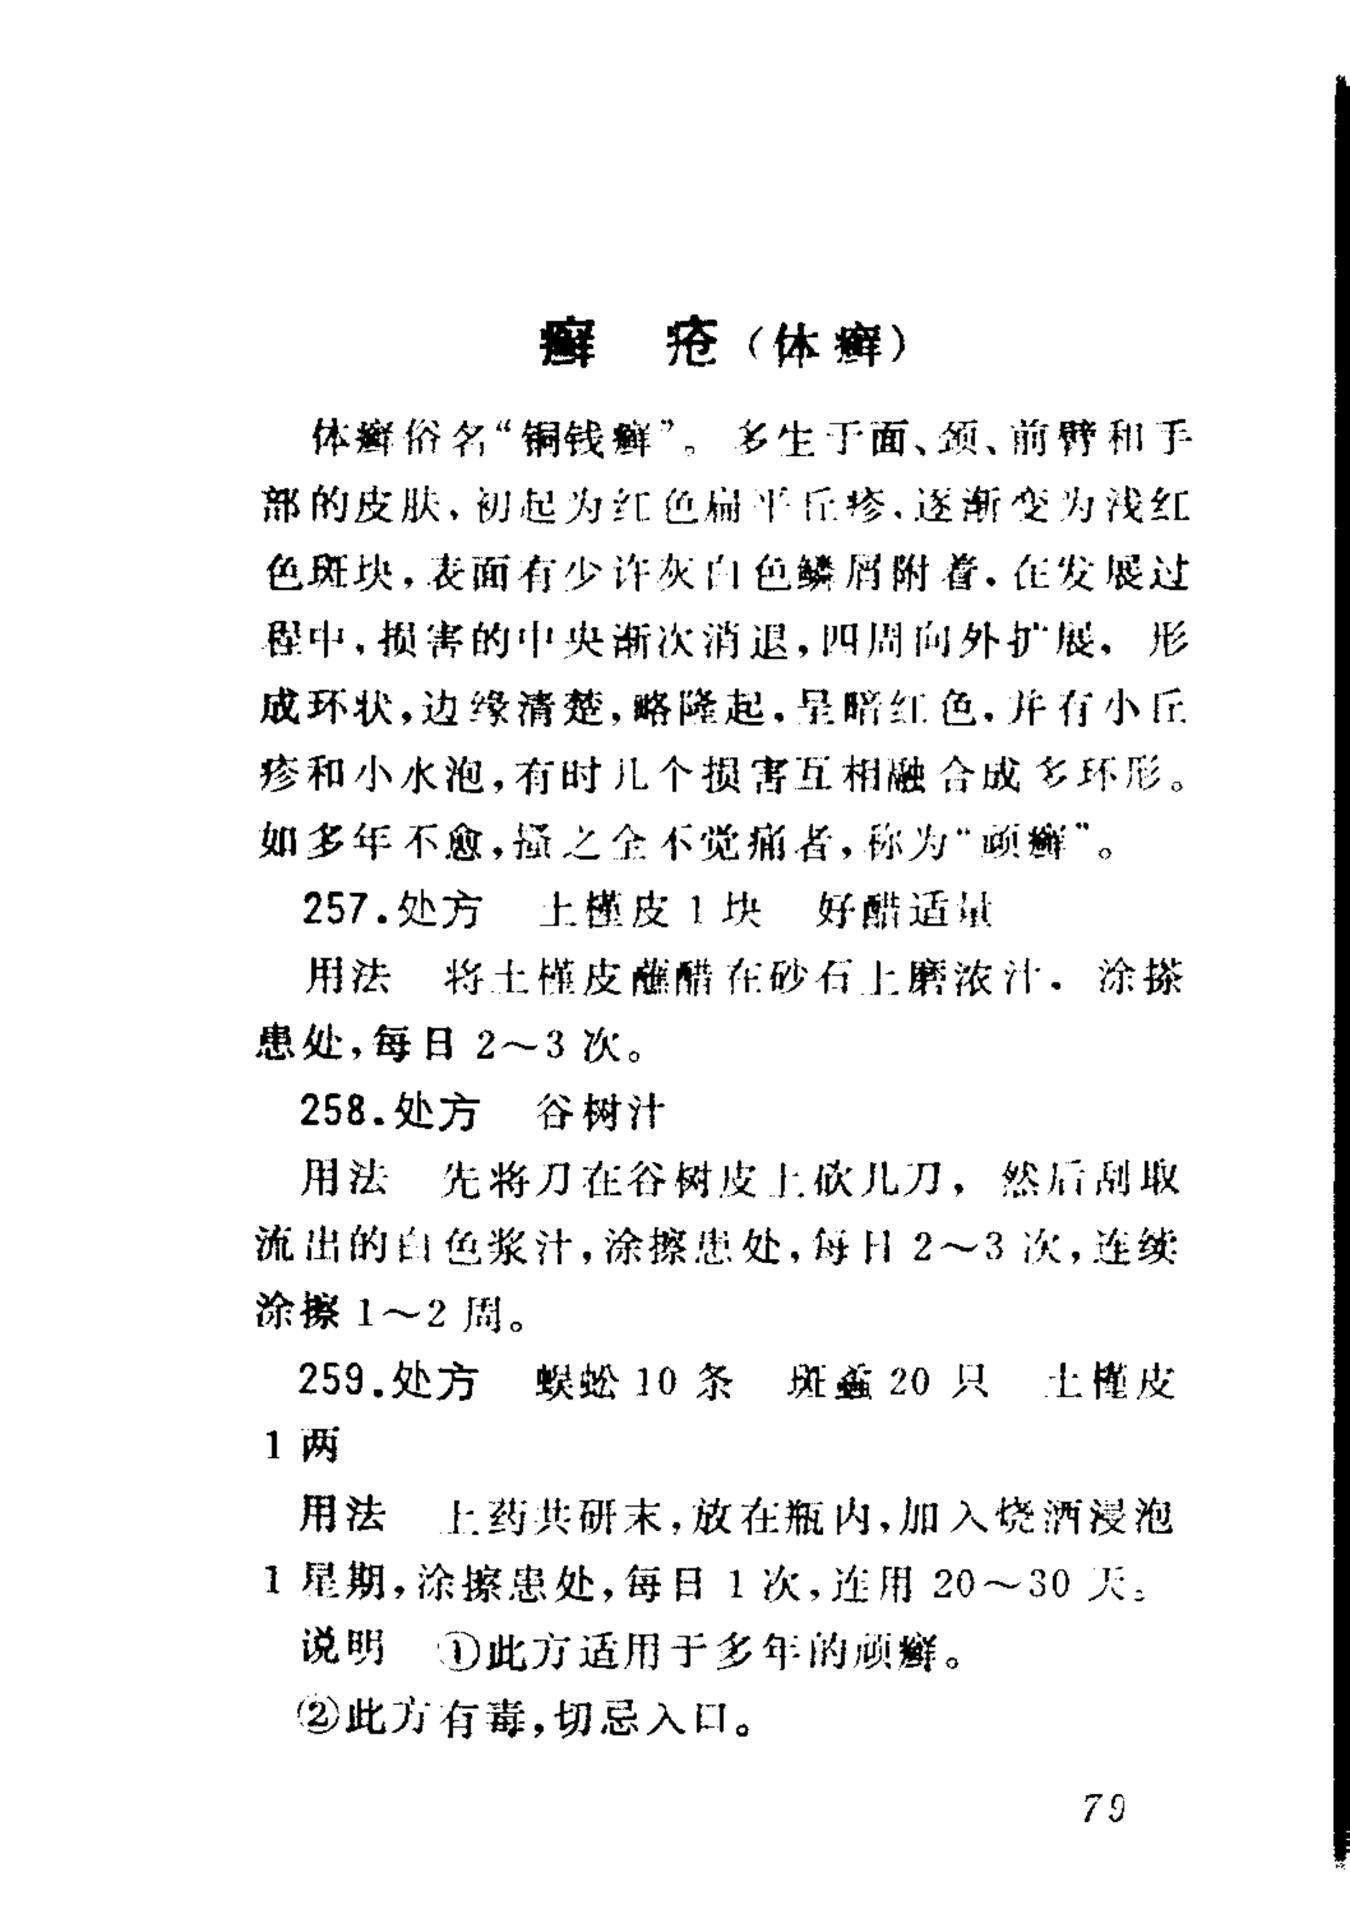 癣　疮（体癣）
体癣俗名“铜钱癣”。多生于面、颈、前臂和手
部的皮肤，初起为红色扁平丘疹，逐渐变为浅红
色斑块，表面有少许灰白色鳞屑附着，在发展过
程中，损害的中央渐次消退，四周向外扩展，形
成环状，边缘清楚，略隆起，呈暗红色，并有小丘
疹和小水泡，有时几个损害互相融合成多环形。
如多年不愈，搔之全不觉痛者，称为“顽癣”。
257．处方　土槿皮1块　好醋适量
用法　将土槿皮蘸醋在砂石上磨浓汁，涂搽
患处，每日2～3次。
258．处方　谷树汁
用法　先将刀在谷树皮上砍几刀，然后刮取
流出的白色浆汁，涂擦患处，每日2～3次，连续
涂擦1～2周。
259．处方　蜈蚣10条　斑蝥20只　土槿皮
1两
用法　上药共研末，放在瓶内，加入烧酒浸泡
1星期，涂擦患处，每日1次，连用20～30天。
说明　①此方适用于多年的顽癣。
②此方有毒，切忌入口。
79